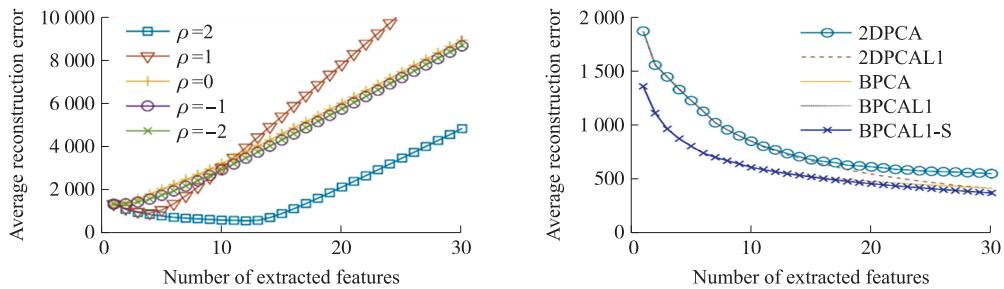 Average reconstruction error
10 000
8 000
6 000
4 000
2 000
0
ρ=2
ρ=1
ρ=0
ρ=−1
ρ=−2
0
10
20
30
Number of extracted features
Average reconstruction error
2 000
1 500
1 000
500
0
2DPCA
2DPCAL1
BPCA
BPCAL1
BPCAL1-S
0
10
20
30
Number of extracted features